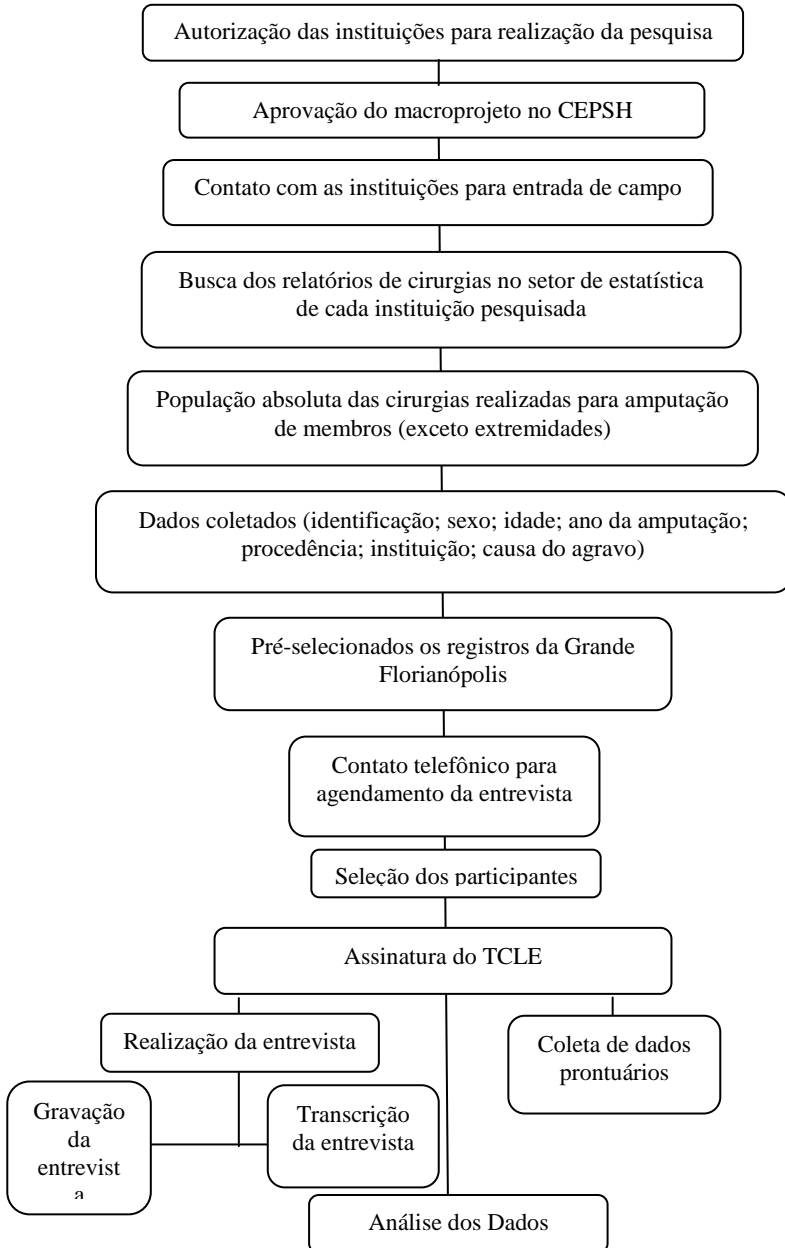 Autorização das instituições para realização da pesquisa
Aprovação do macroprojeto no CEPSH
Contato com as instituições para entrada de campo
Busca dos relatórios de cirurgias no setor de estatística
de cada instituição pesquisada
População absoluta das cirurgias realizadas para amputação
de membros (exceto extremidades)
Dados coletados (identificação; sexo; idade; ano da amputação;
procedência; instituição; causa do agravo)
Pré-selecionados os registros da Grande
Florianópolis
Contato telefônico para
agendamento da entrevista
Seleção dos participantes
Assinatura do TCLE
Realização da entrevista
Coleta de dados
prontuários
Gravação
da
entrevist
a
Transcrição
da entrevista
Análise dos Dados